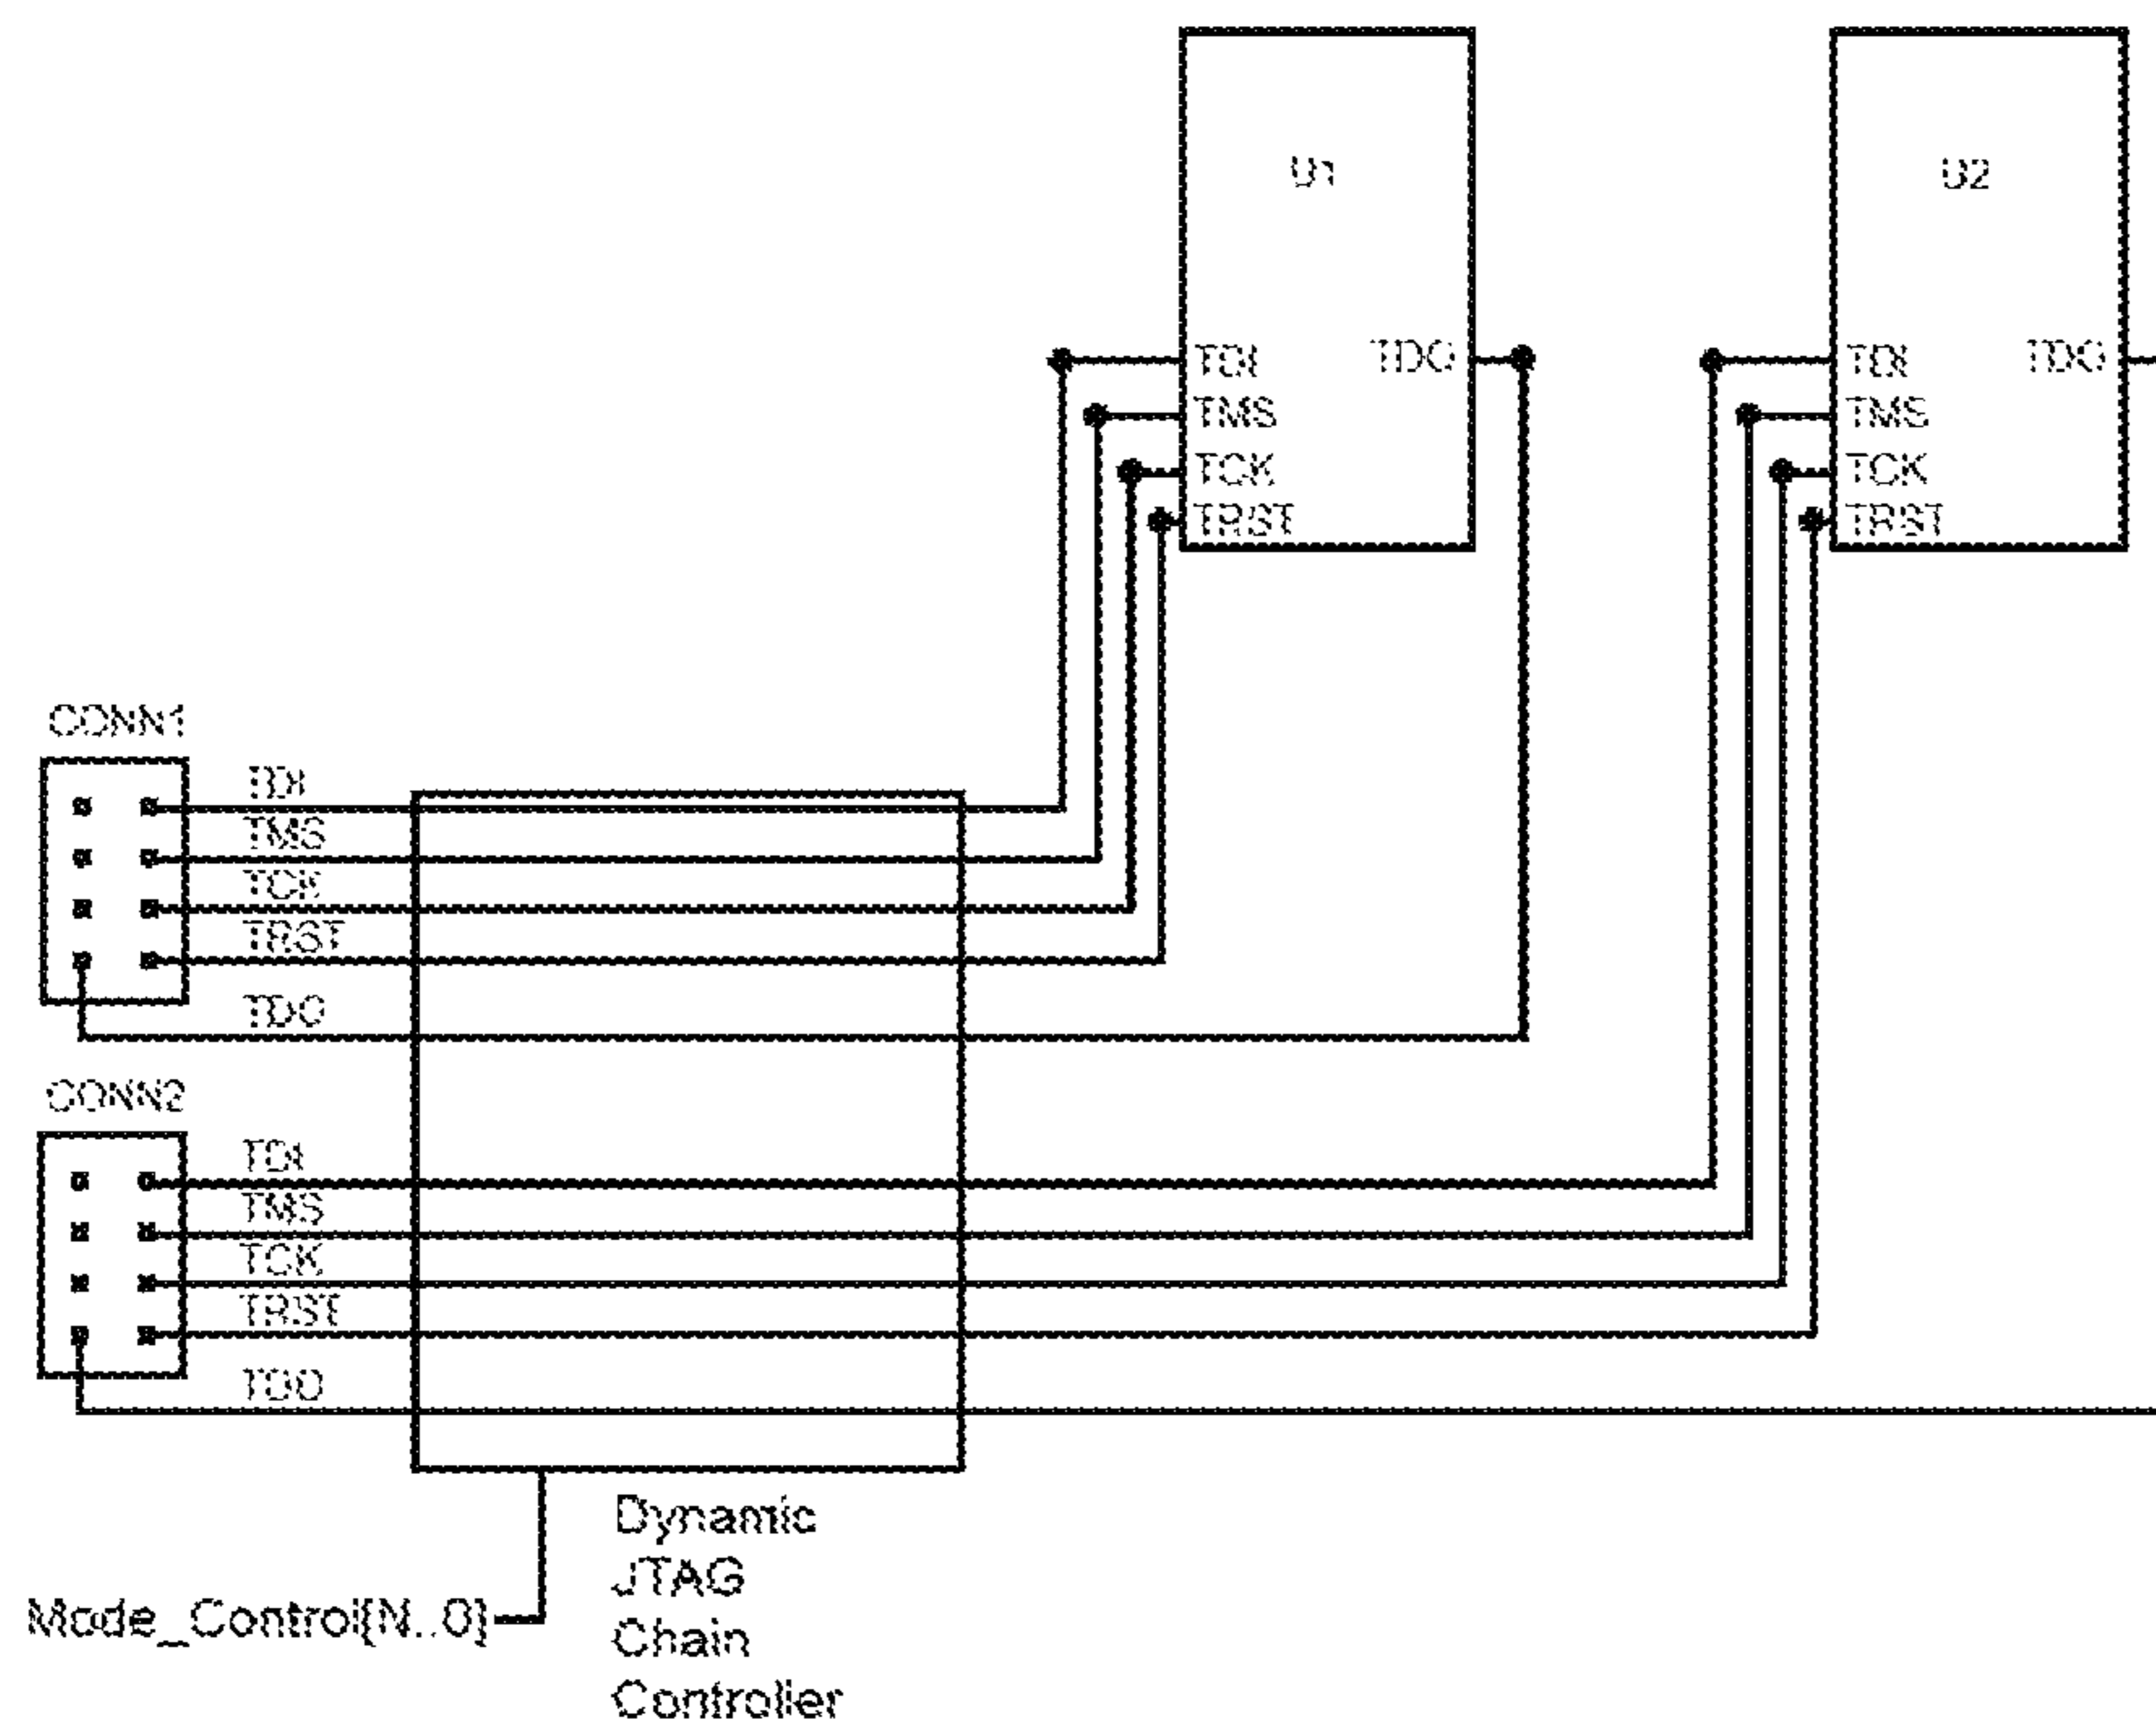 U1
U2
TDI
TDO
TMS
TCK
TRST
TDI
TDO
TMS
TCK
TRST
CONN1
TDI
TMS
TCK
TRST
TDO
CONN2
TDI
TMS
TCK
TRST
TDO
Dynamic
JTAG
Chain
Controller
Mode_Control[N..0]